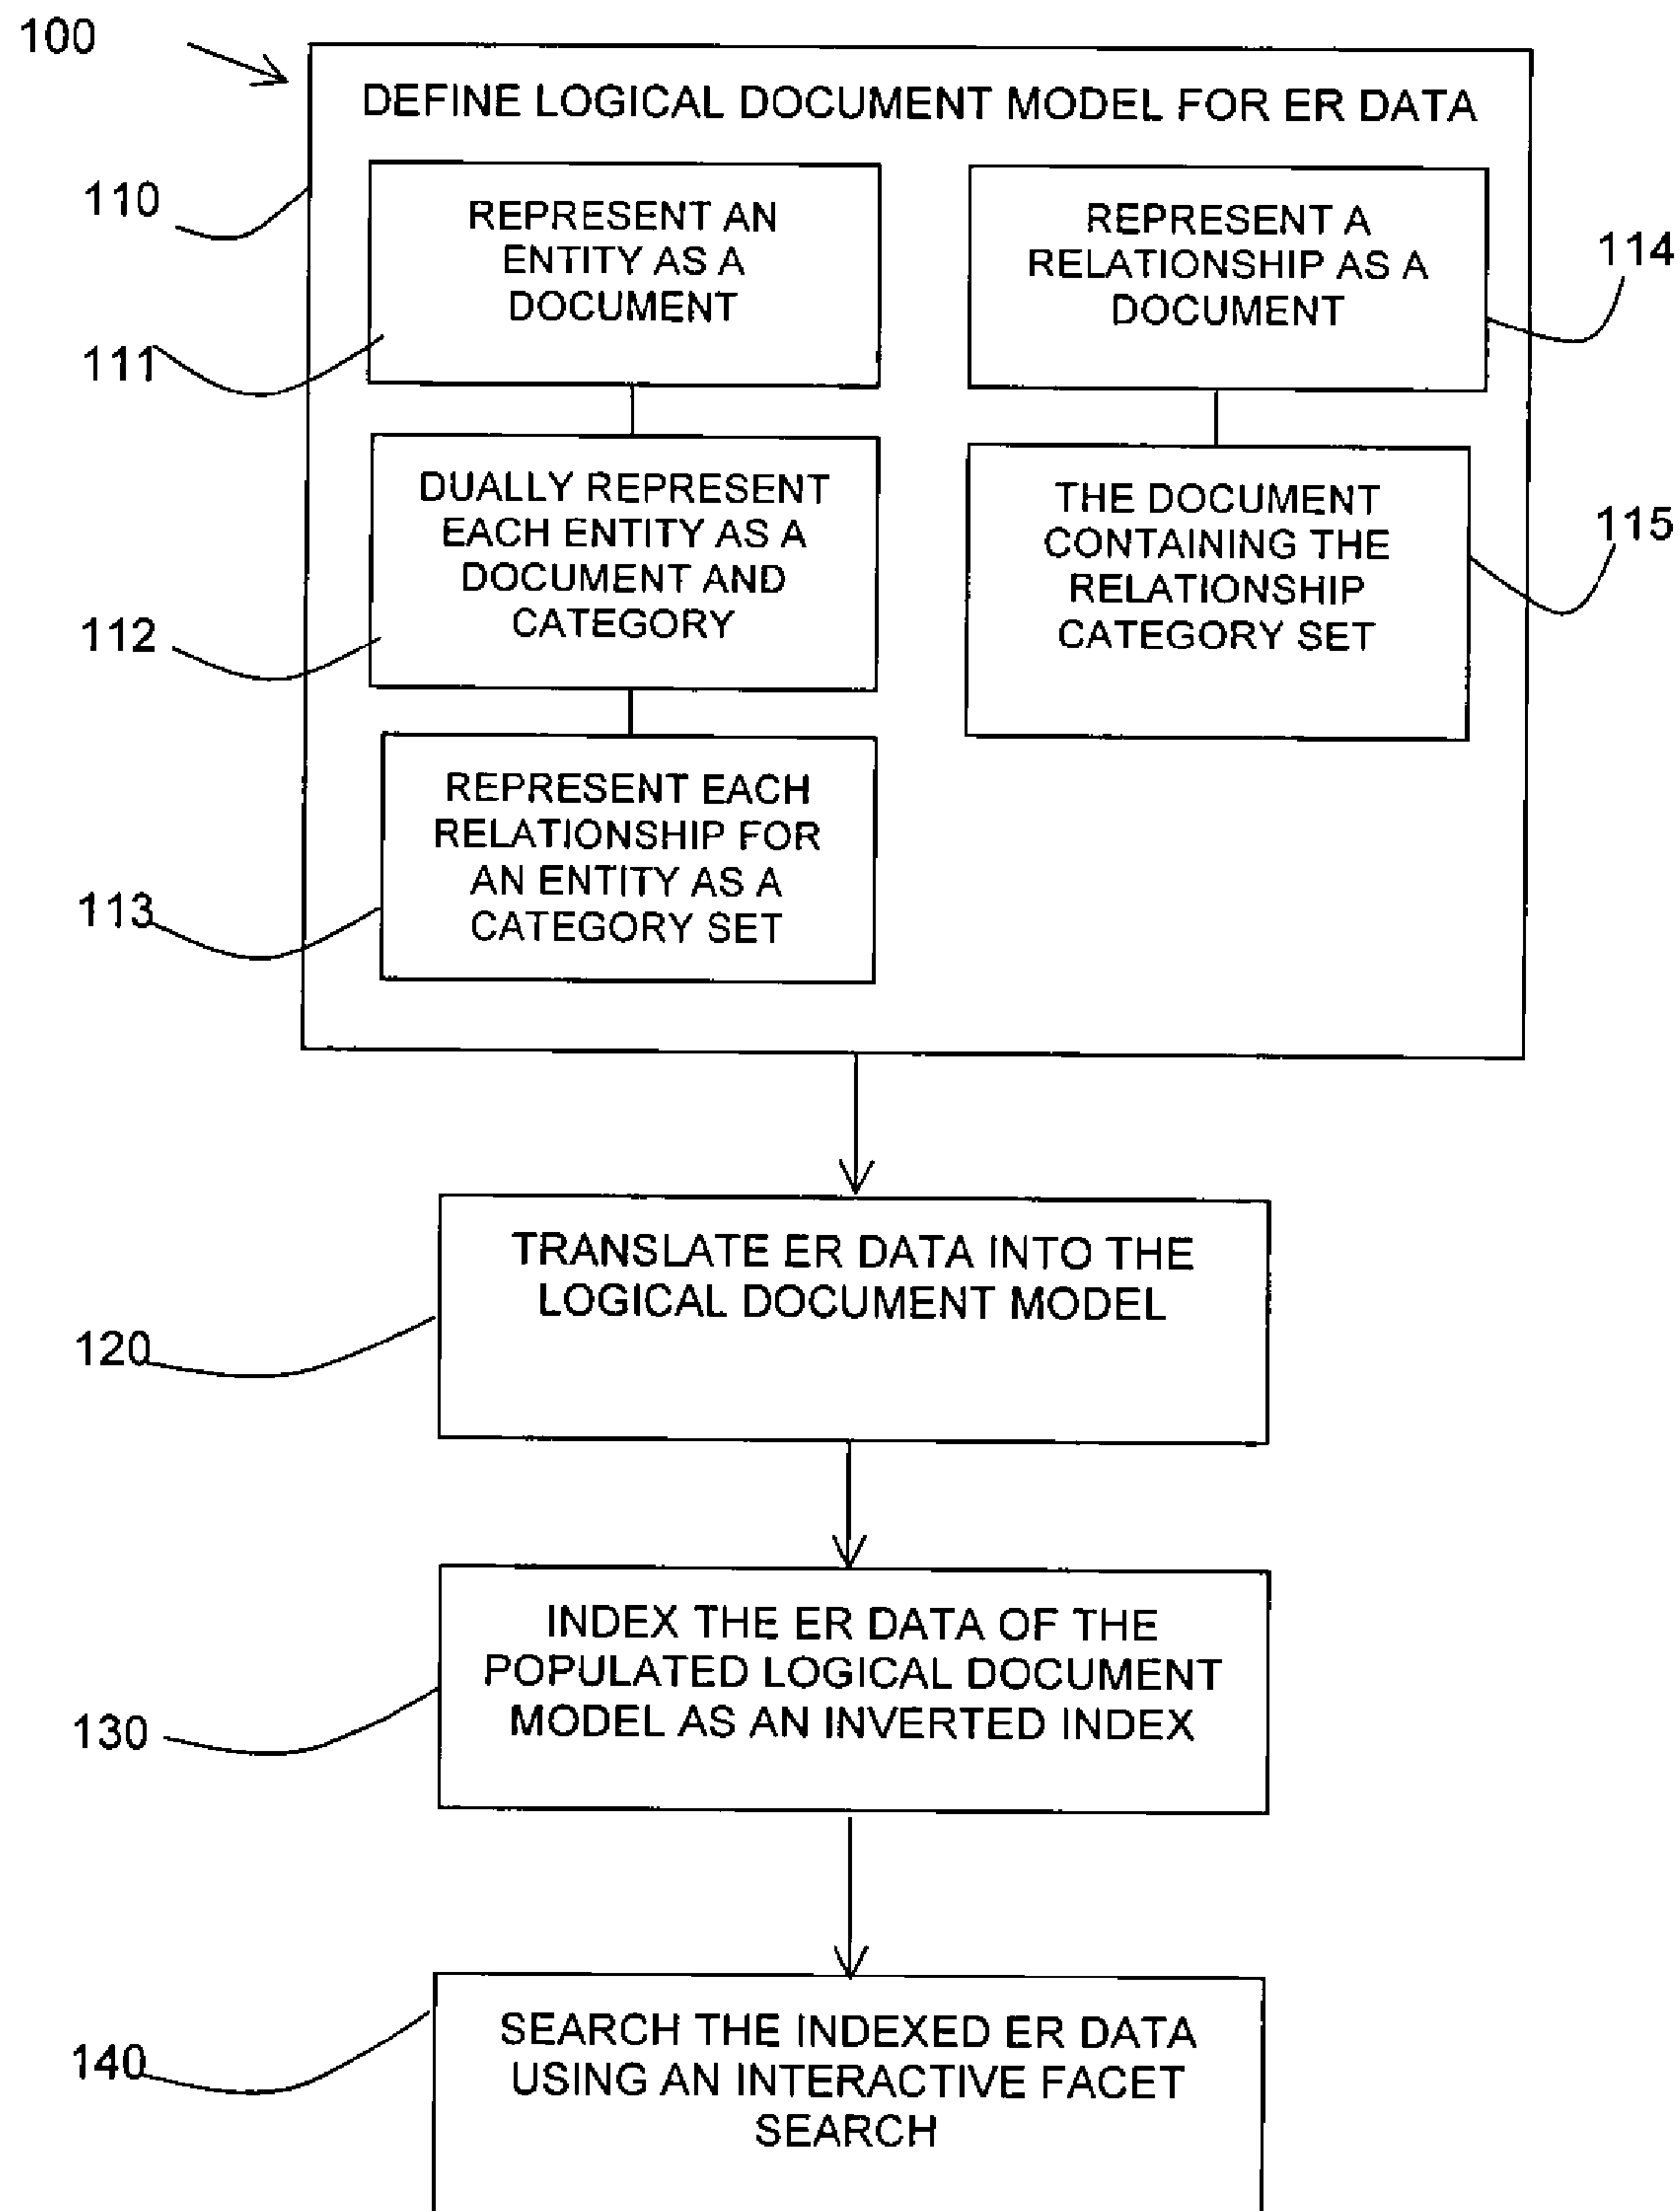 100
DEFINE LOGICAL DOCUMENT MODEL FOR ER DATA
110
REPRESENT AN
ENTITY AS A
DOCUMENT
111
REPRESENT A
RELATIONSHIP AS A
DOCUMENT
114
DUALLY REPRESENT
EACH ENTITY AS A
DOCUMENT AND
CATEGORY
112
THE DOCUMENT
CONTAINING THE
RELATIONSHIP
CATEGORY SET
115
REPRESENT EACH
RELATIONSHIP FOR
AN ENTITY AS A
CATEGORY SET
113
TRANSLATE ER DATA INTO THE
LOGICAL DOCUMENT MODEL
120
INDEX THE ER DATA OF THE
POPULATED LOGICAL DOCUMENT
MODEL AS AN INVERTED INDEX
130
SEARCH THE INDEXED ER DATA
USING AN INTERACTIVE FACET
SEARCH
140